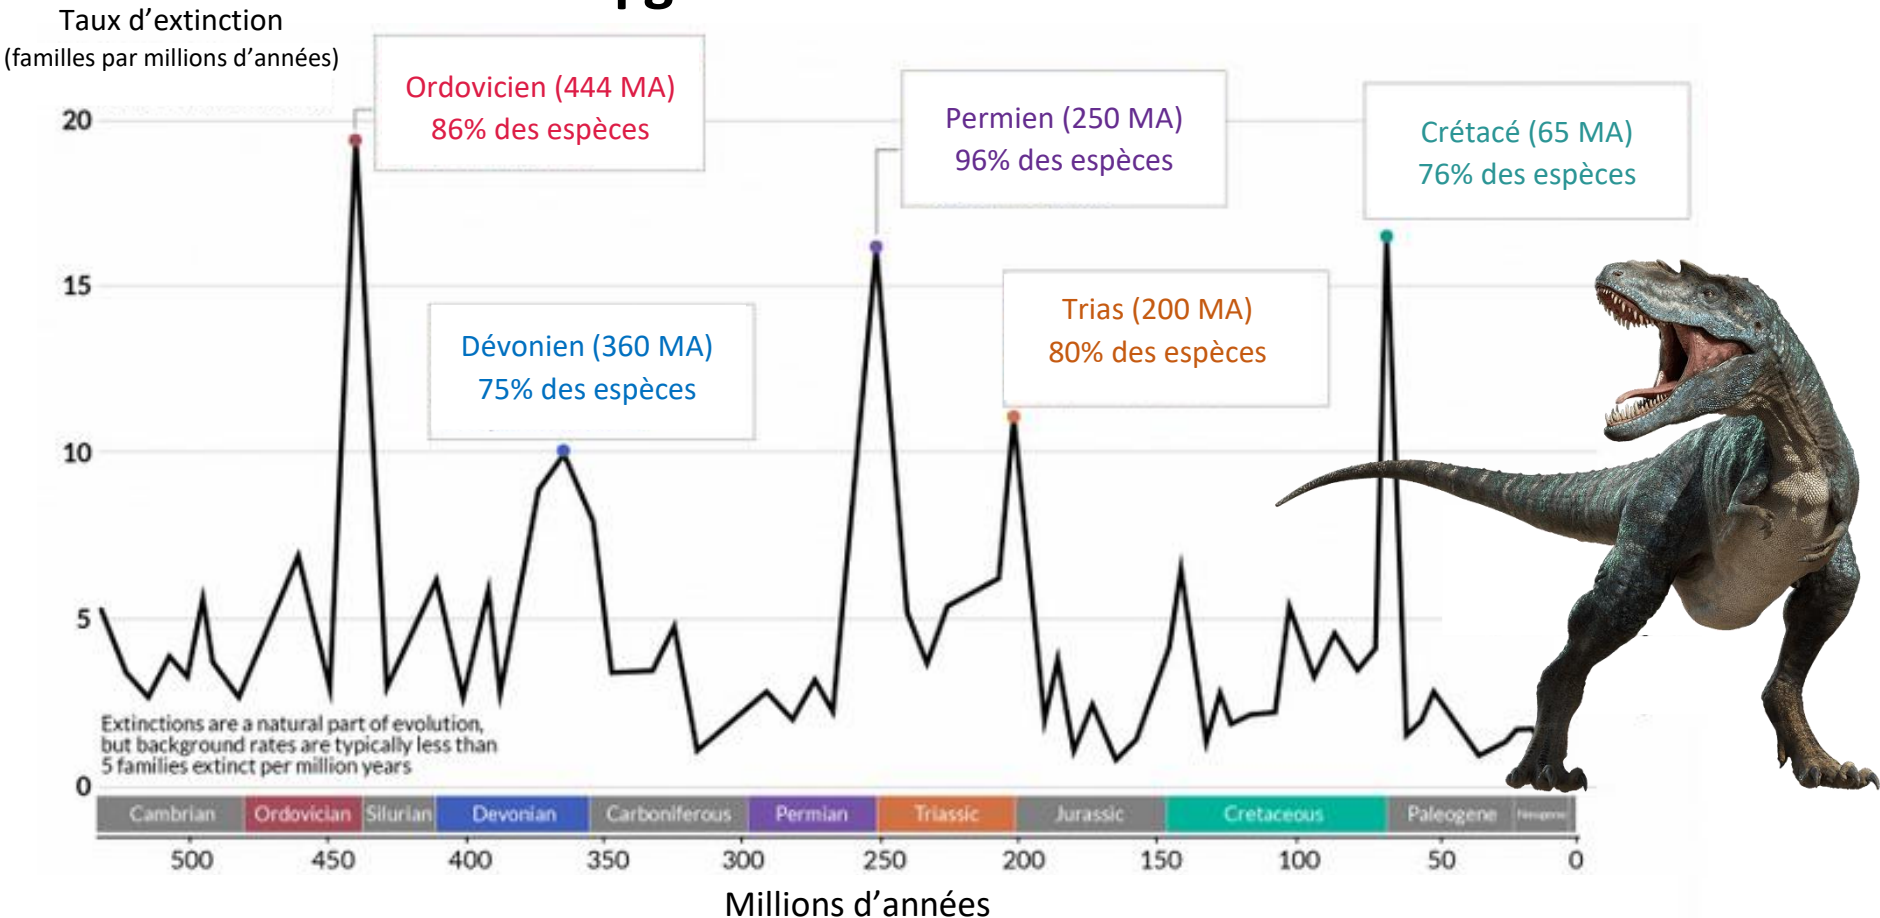 Taux d’extinction
(familles par millions d’années)
Ordovicien (444 MA)
86% des espèces
Permien (250 MA)
96% des espèces
Crétacé (65 MA)
76% des espèces
Dévonien (360 MA)
75% des espèces
Trias (200 MA)
80% des espèces
20
15
10
5
0
Extinctions are a natural part of evolution,
but background rates are typically less than
5 families extinct per million years
Cambrian Ordovician Silurian Devonian Carboniferous Permian Triassic Jurassic Cretaceous Paleogene Neogene
500 450 400 350 300 250 200 150 100 50 0
Millions d’années